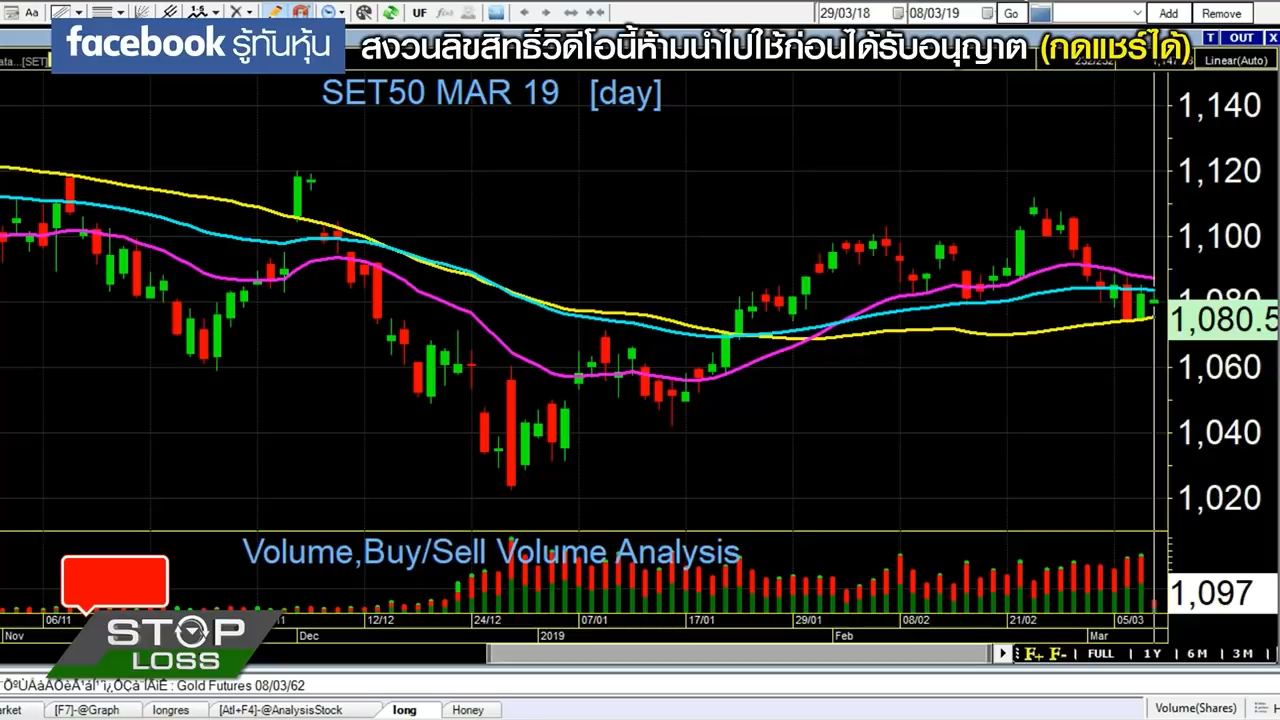 Aa
UF
29/03/18
08/03/19
Go
Add
Remove
facebook รู้ทันหุ้น
สงวนลิขสิทธิ์วิดีโอนี้ห้ามนำไปใช้ก่อนได้รับอนุญาต (กดแชร์ได้)
T OUT X
[SET]
Linear(Auto)
SET50 MAR 19 [day]
1,140
1,120
1,100
1,080.5
1,060
1,040
1,020
Volume,Buy/Sell Volume Analysis
1,097
06/11 12/12 24/12 07/01 17/01 29/01 08/02 21/02 05/03
Nov Dec 2019 Feb Mar
STOP
LOSS
F+ F- | FULL | 1Y | 6M | 3M |
: Gold Futures 08/03/62
[F7]-@Graph
longres
[Atl+F4]-@AnalysisStock
long
Honey
Volume(Shares)